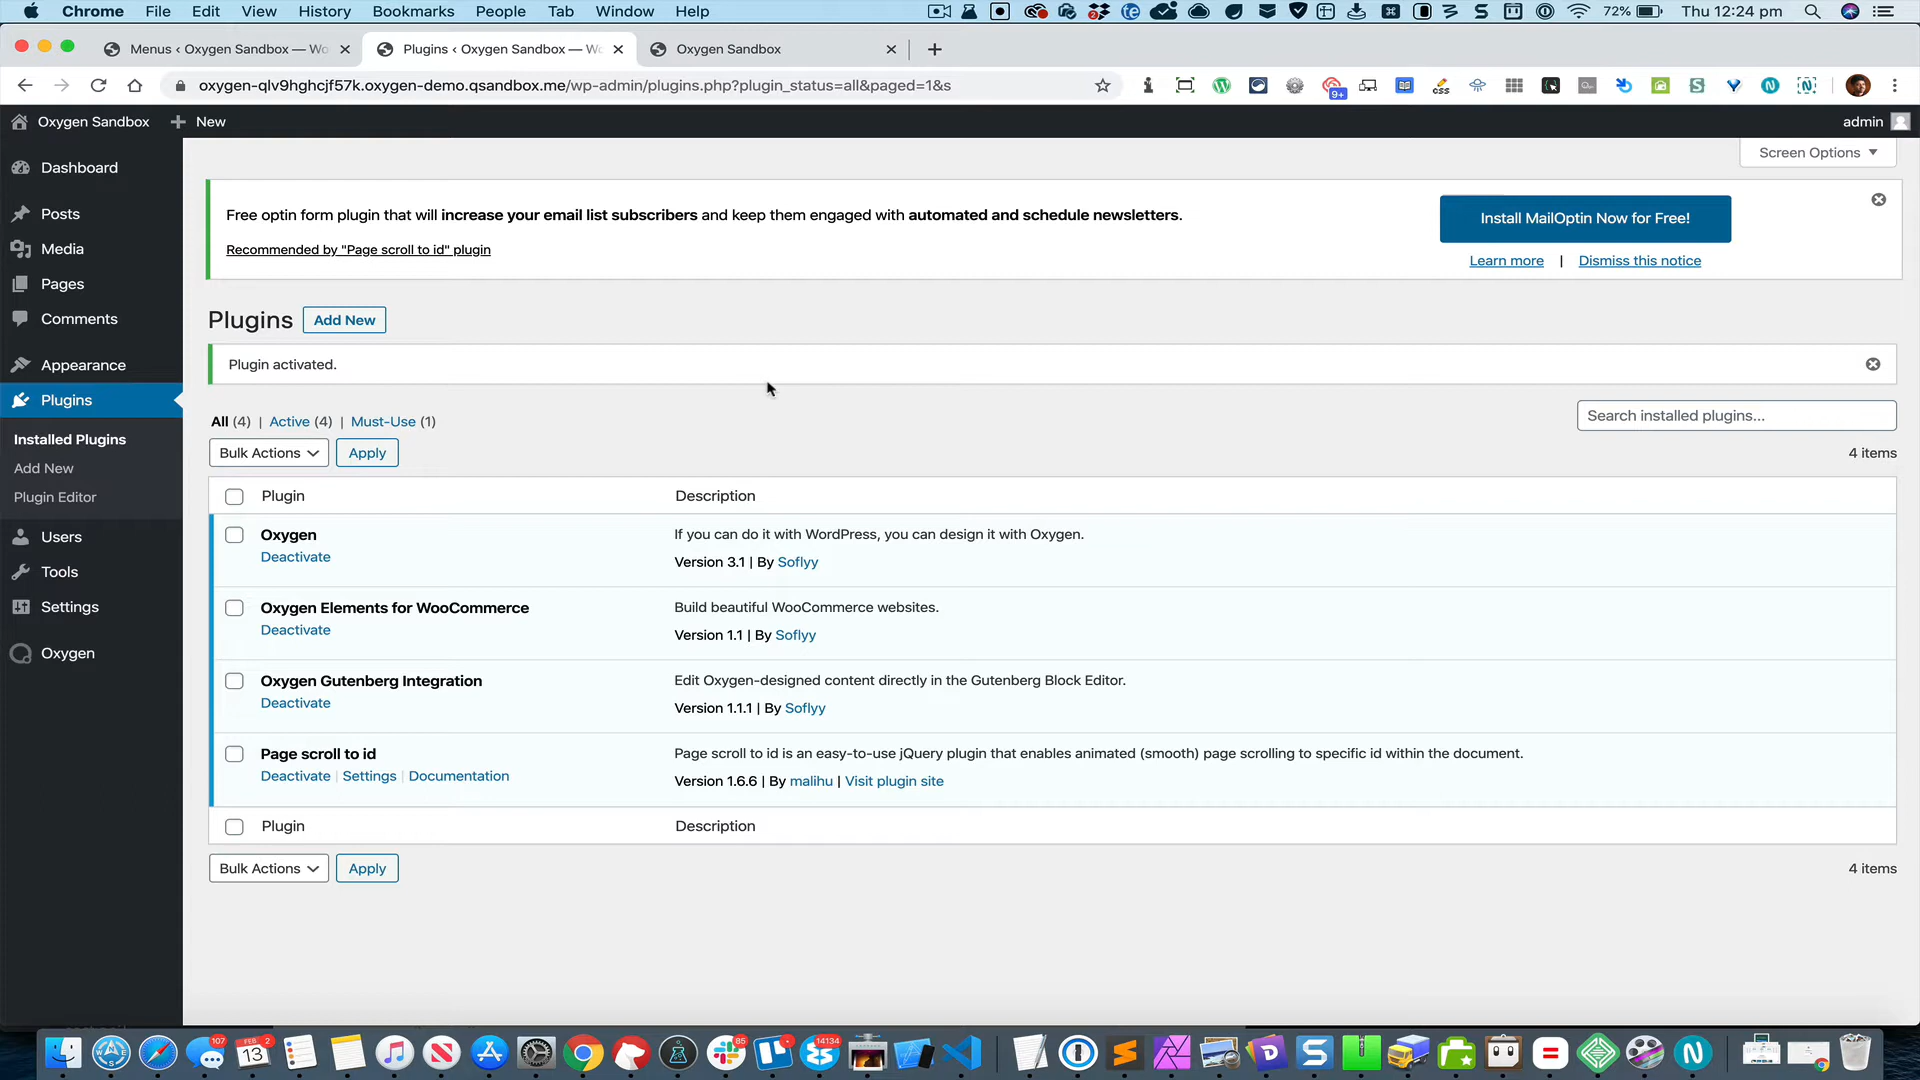 Chrome File Edit View History Bookmarks People Tab Window Help 72% Thu 12:24 pm
Menus ‹ Oxygen Sandbox — Wo
Plugins ‹ Oxygen Sandbox — Wo
Oxygen Sandbox
oxygen-qlv9hghcjf57k.oxygen-demo.qsandbox.me/wp-admin/plugins.php?plugin_status=all&paged=1&s
9+
css
Oxygen Sandbox New admin
Screen Options
Dashboard
Posts
Media
Pages
Comments
Appearance
Plugins
Installed Plugins
Add New
Plugin Editor
Users
Tools
Settings
Oxygen
Free optin form plugin that will increase your email list subscribers and keep them engaged with automated and schedule newsletters.
Recommended by "Page scroll to id" plugin
Install MailOptin Now for Free!
Learn more | Dismiss this notice
Plugins Add New
Plugin activated.
All (4) | Active (4) | Must-Use (1)
Search installed plugins...
Bulk Actions Apply
4 items
Plugin Description
Oxygen
Deactivate
If you can do it with WordPress, you can design it with Oxygen.
Version 3.1 | By Soflyy
Oxygen Elements for WooCommerce
Deactivate
Build beautiful WooCommerce websites.
Version 1.1 | By Soflyy
Oxygen Gutenberg Integration
Deactivate
Edit Oxygen-designed content directly in the Gutenberg Block Editor.
Version 1.1.1 | By Soflyy
Page scroll to id
Deactivate | Settings | Documentation
Page scroll to id is an easy-to-use jQuery plugin that enables animated (smooth) page scrolling to specific id within the document.
Version 1.6.6 | By malihu | Visit plugin site
Plugin Description
Bulk Actions Apply
4 items
107
FEB 2
13
85
14134